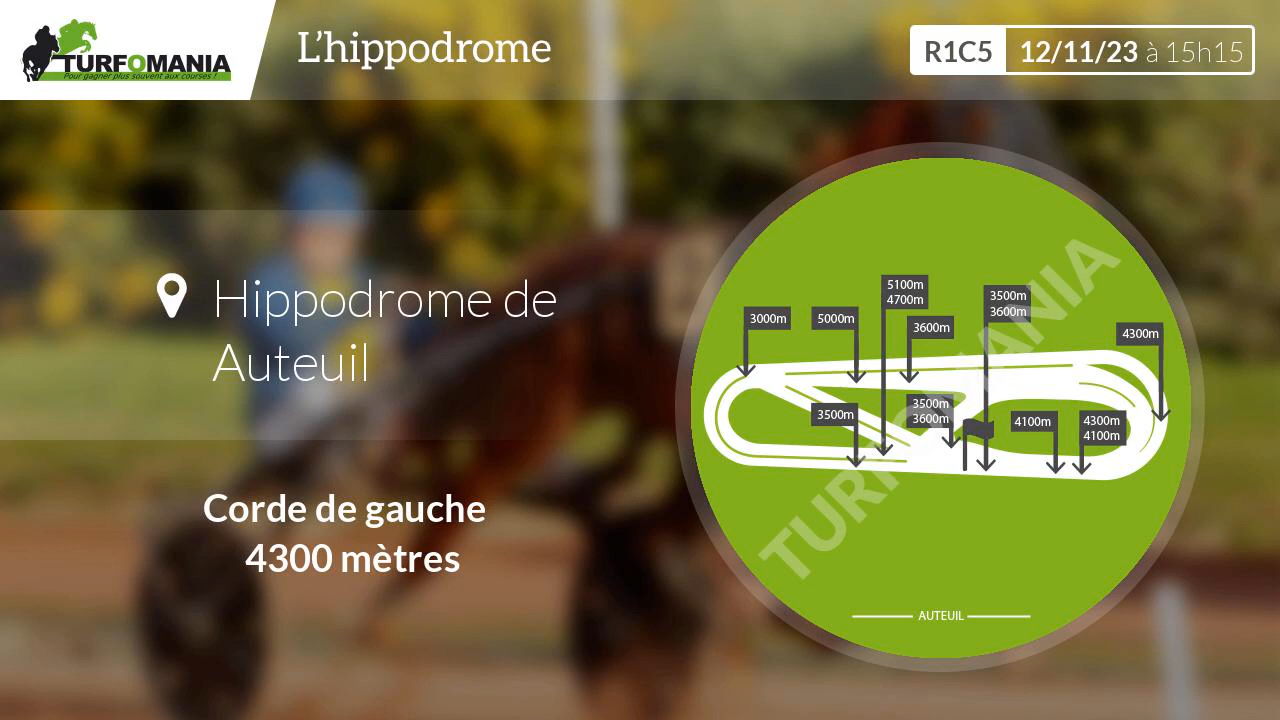 TURFOMANIA
Pour gagner plus souvent aux courses !
L'hippodrome
R1C5 12/11/23 à 15h15
Hippodrome de
Auteuil
Corde de gauche
4300 mètres
3000m
5000m
5100m
4700m
3600m
3500m
3600m
4300m
3500m
3500m
3600m
4100m
4300m
4100m
TURFOMANIA
AUTEUIL